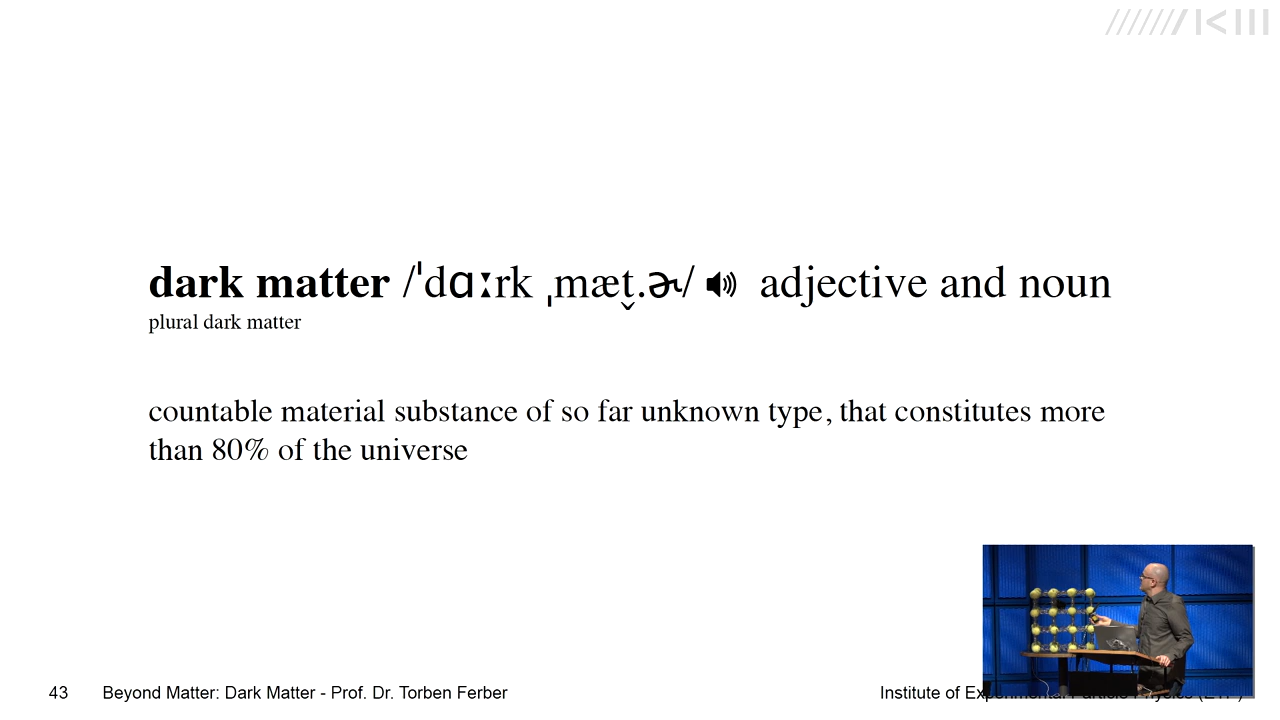 dark matter /ˈdɑːrk ˌmæt̬.ɚ/ adjective and noun
plural dark matter
countable material substance of so far unknown type, that constitutes more
than 80% of the universe
43 Beyond Matter: Dark Matter - Prof. Dr. Torben Ferber
Institute of Experimental Particle Physics (ETP)